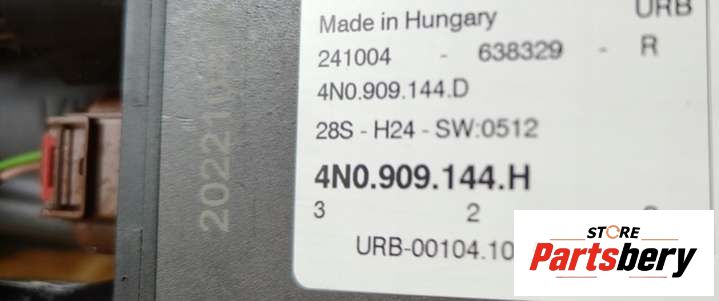 URB
Made in Hungary
241004 - 638329 - R
4N0.909.144.D
28S - H24 - SW:0512
4N0.909.144.H
3 2
URB-00104.10
STORE
Partsbery